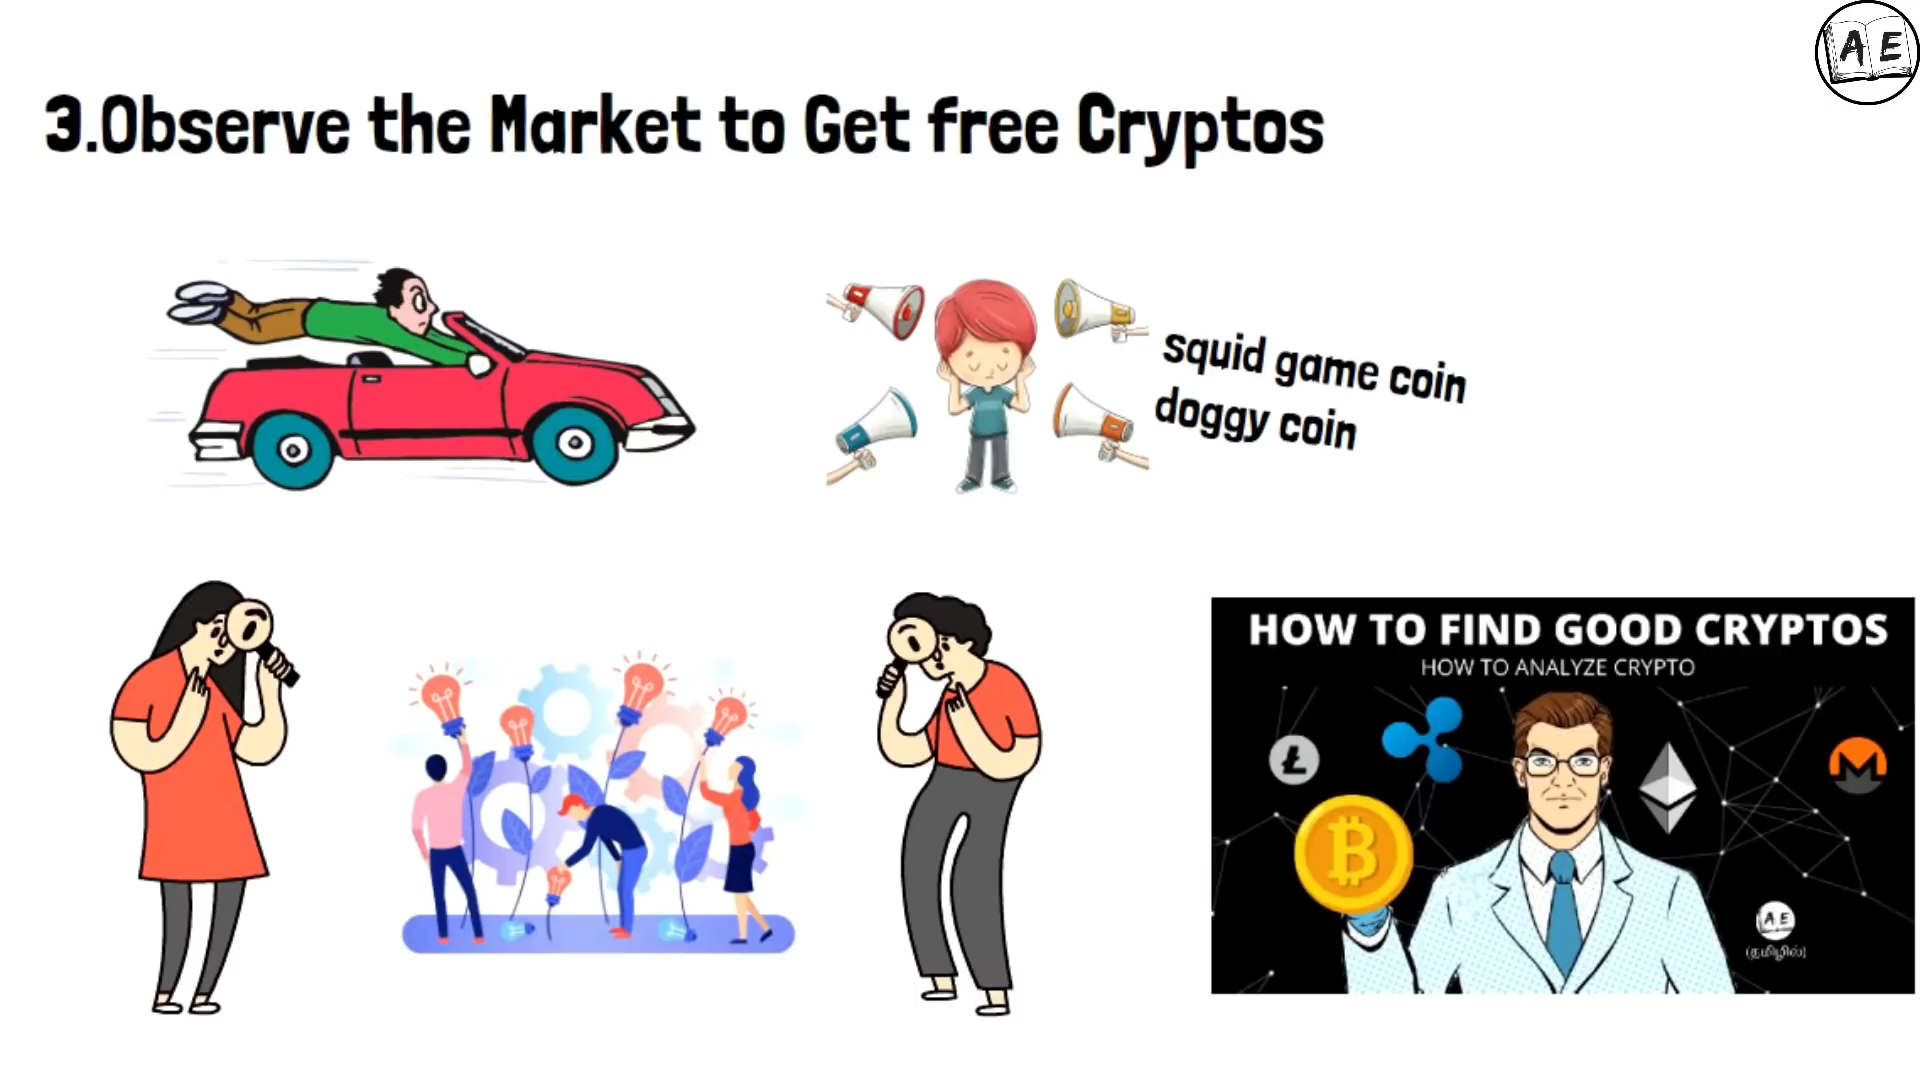 A E
3.Observe the Market to Get free Cryptos
squid game coin
doggy coin
HOW TO FIND GOOD CRYPTOS
HOW TO ANALYZE CRYPTO
A E
(தமிழில்)